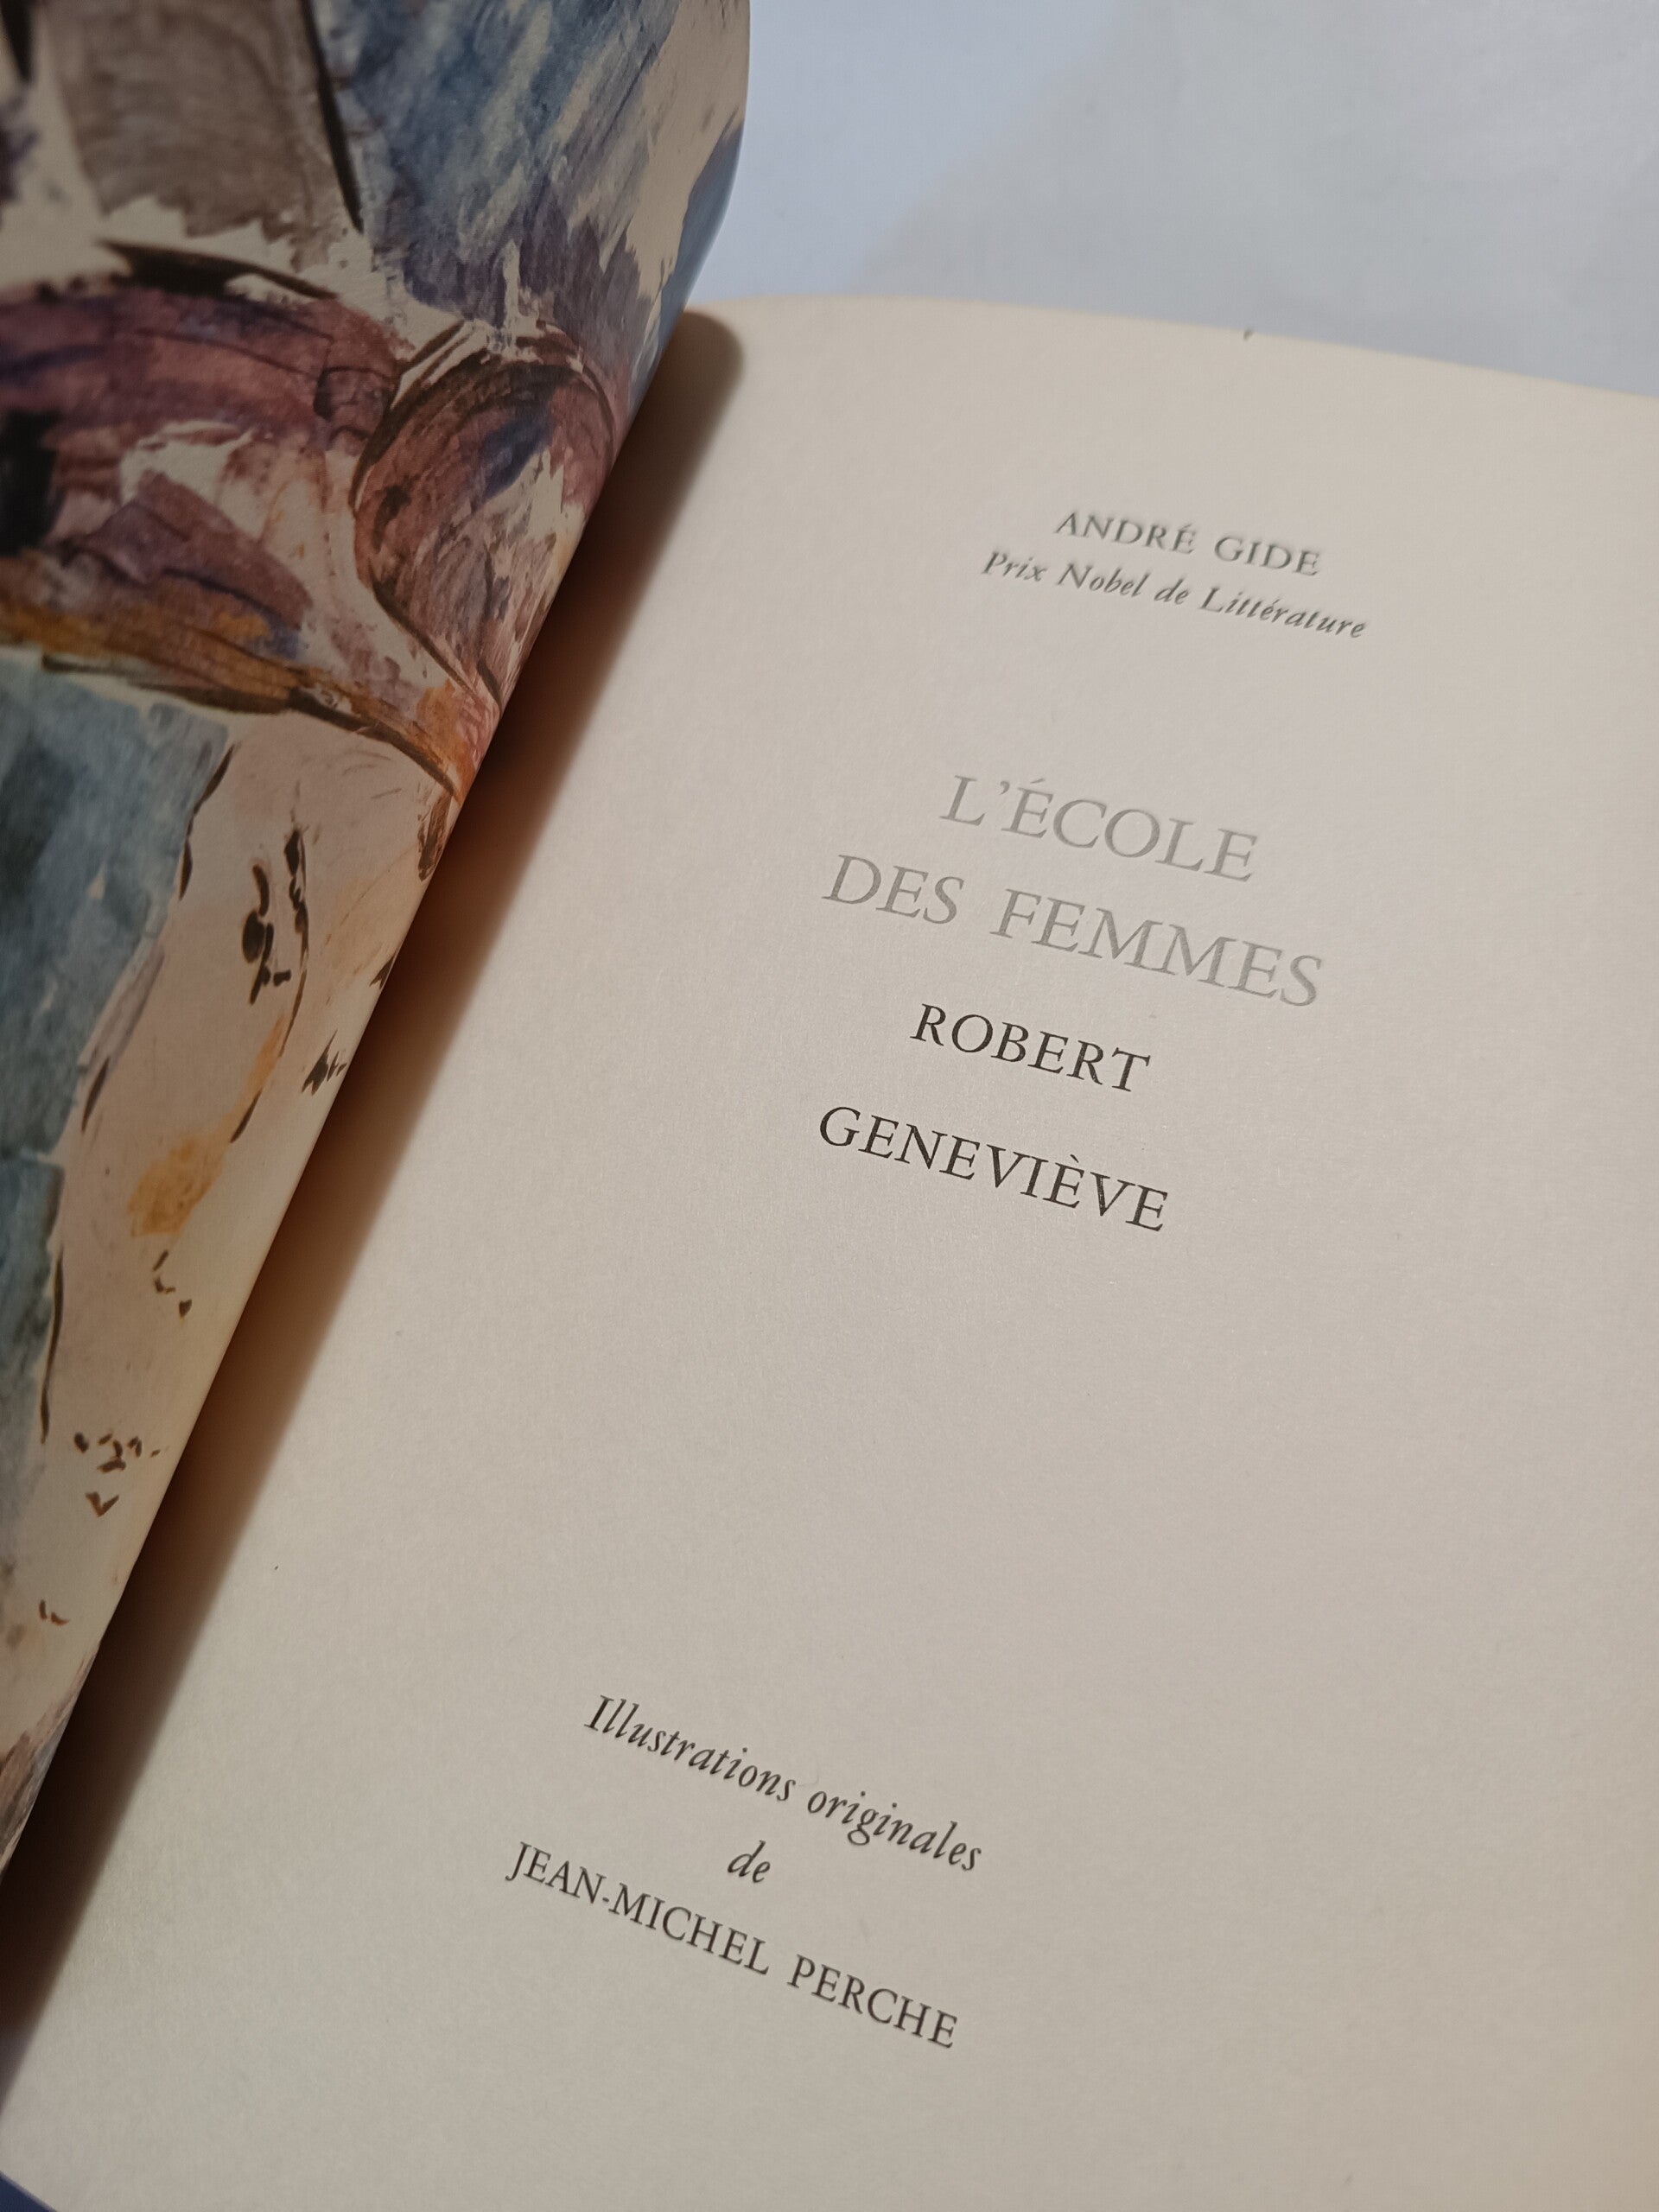 ANDRÉ GIDE
Prix Nobel de Littérature
L'ÉCOLE
DES FEMMES
ROBERT
GENEVIÈVE
Illustrations originales
de
JEAN-MICHEL PERCHE